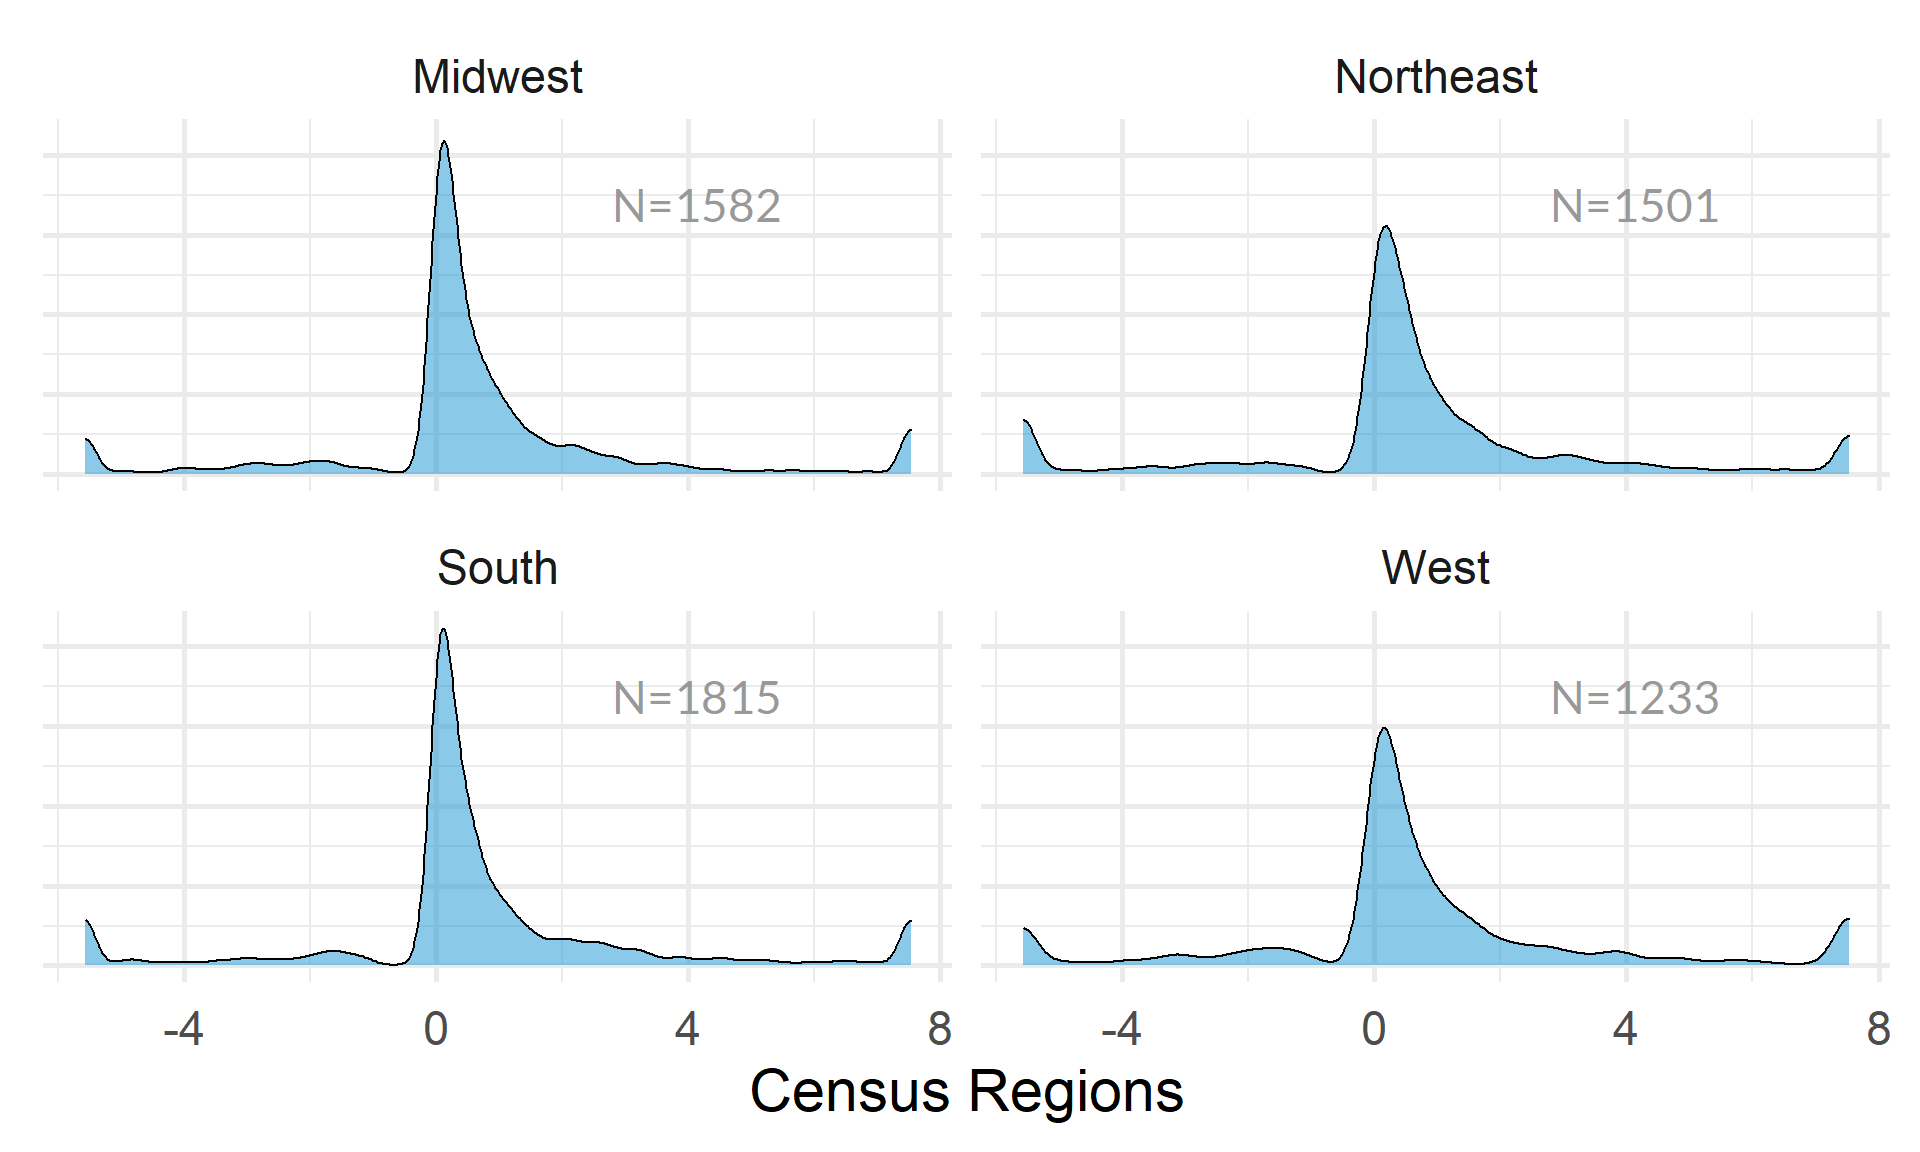 Midwest
Northeast
N=1582
N=1501
South
West
N=1815
N=1233
-4 0 4 8 -4 0 4 8
Census Regions